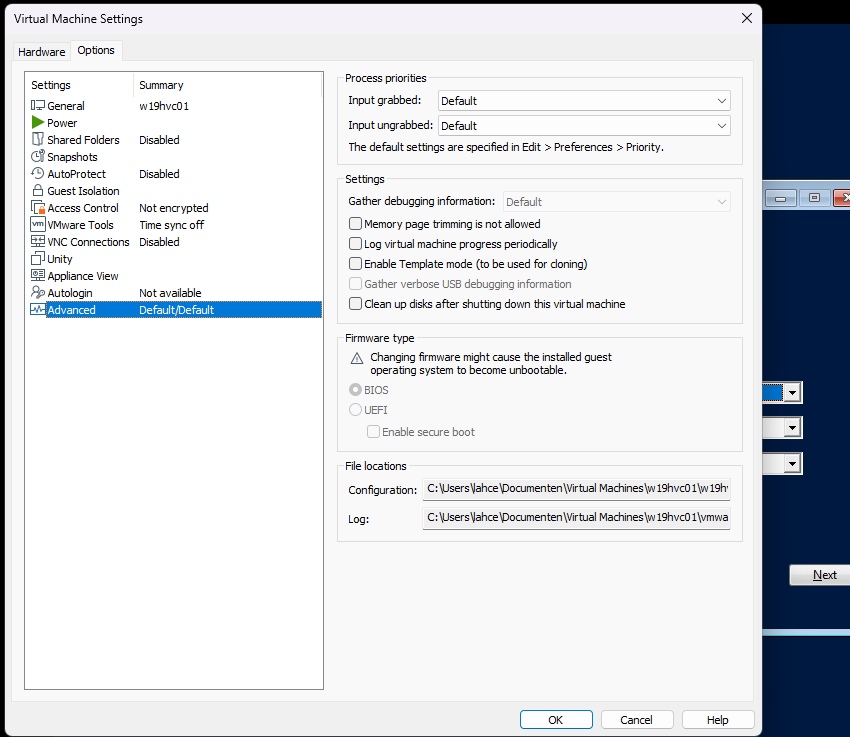 Virtual Machine Settings
Hardware Options
Settings Summary
General w19hvc01
Power
Shared Folders Disabled
Snapshots
AutoProtect Disabled
Guest Isolation
Access Control Not encrypted
VMware Tools Time sync off
VNC Connections Disabled
Unity
Appliance View
Autologin Not available
Advanced Default/Default
Process priorities
Input grabbed: Default
Input ungrabbed: Default
The default settings are specified in Edit > Preferences > Priority.
Settings
Gather debugging information: Default
Memory page trimming is not allowed
Log virtual machine progress periodically
Enable Template mode (to be used for cloning)
Gather verbose USB debugging information
Clean up disks after shutting down this virtual machine
Firmware type
Changing firmware might cause the installed guest
operating system to become unbootable.
BIOS
UEFI
Enable secure boot
File locations
Configuration: C:\Users\lahce\Documenten\Virtual Machines\w19hvc01\w19h
Log: C:\Users\lahce\Documenten\Virtual Machines\w19hvc01\vmwa
OK Cancel Help
Next